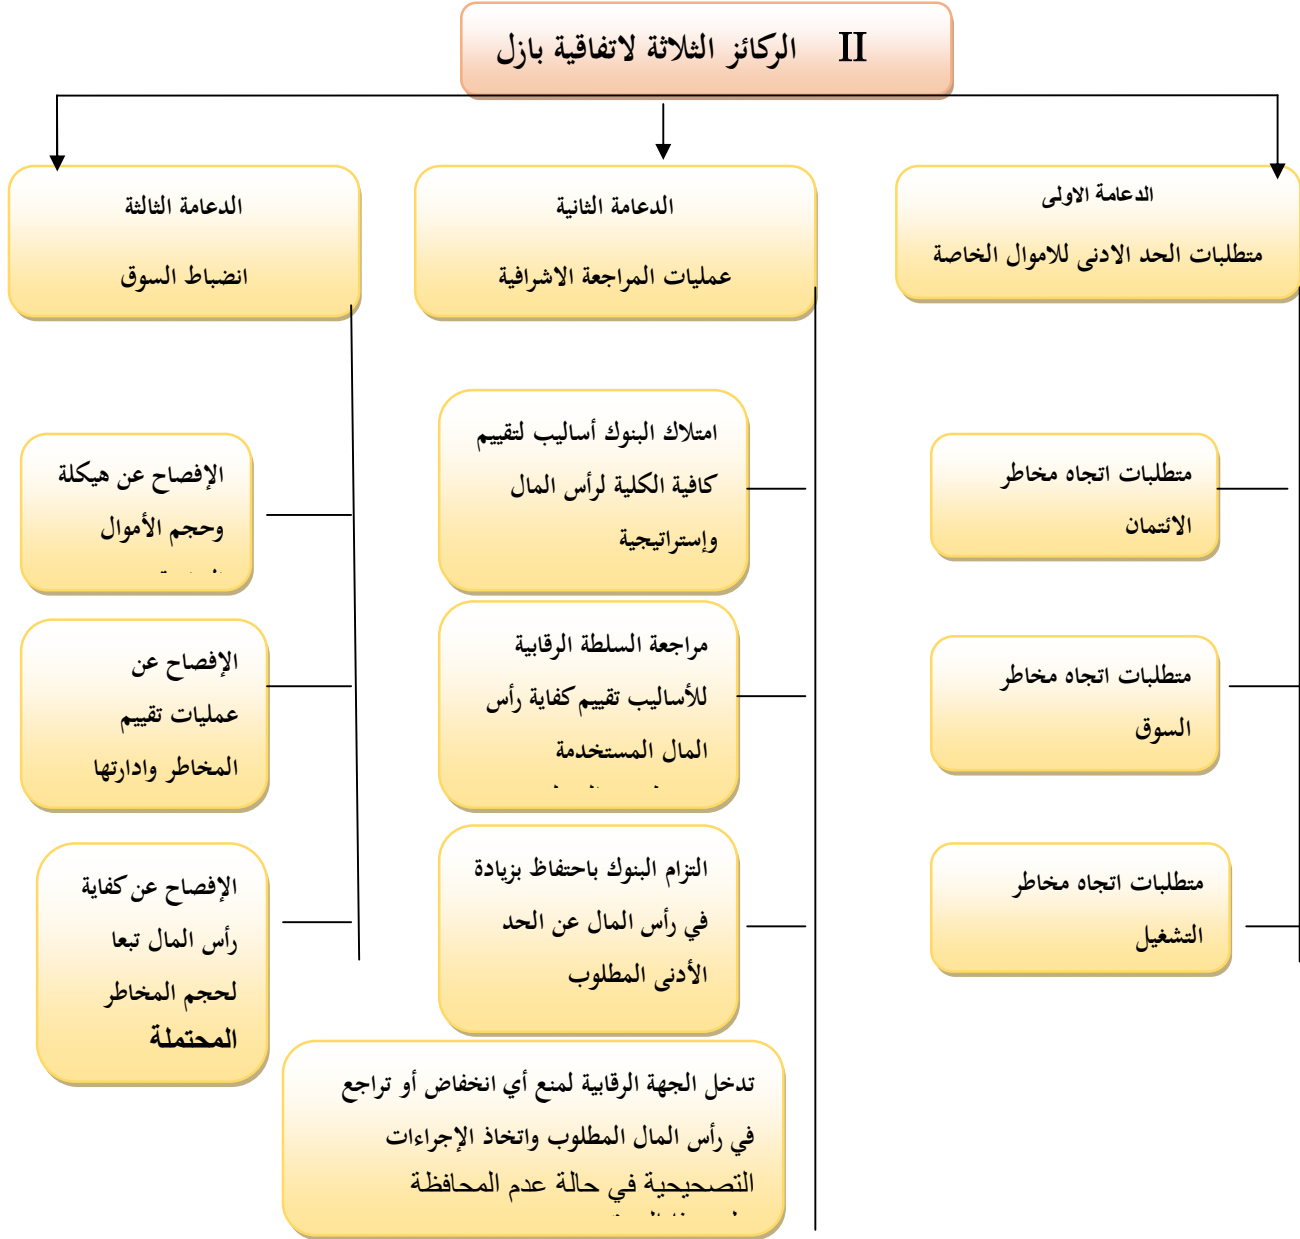 الركائز الثلاثة لاتفاقية بازل II
الدعامة الاولى
متطلبات الحد الادنى للاموال الخاصة
متطلبات اتجاه مخاطر
الائتمان
متطلبات اتجاه مخاطر
السوق
متطلبات اتجاه مخاطر
التشغيل
الدعامة الثانية
عمليات المراجعة الاشرافية
امتلاك البنوك أساليب لتقييم
كافية الكلية لرأس المال
وإستراتيجية
مراجعة السلطة الرقابية
للأساليب تقييم كفاية رأس
المال المستخدمة
التزام البنوك باحتفاظ بزيادة
في رأس المال عن الحد
الأدنى المطلوب
تدخل الجهة الرقابية لمنع أي انخفاض أو تراجع
في رأس المال المطلوب واتخاذ الإجراءات
التصحيحية في حالة عدم المحافظة
الدعامة الثالثة
انضباط السوق
الإفصاح عن هيكلة
وحجم الأموال
الإفصاح عن
عمليات تقييم
المخاطر وادارتها
الإفصاح عن كفاية
رأس المال تبعا
لحجم المخاطر
المحتملة